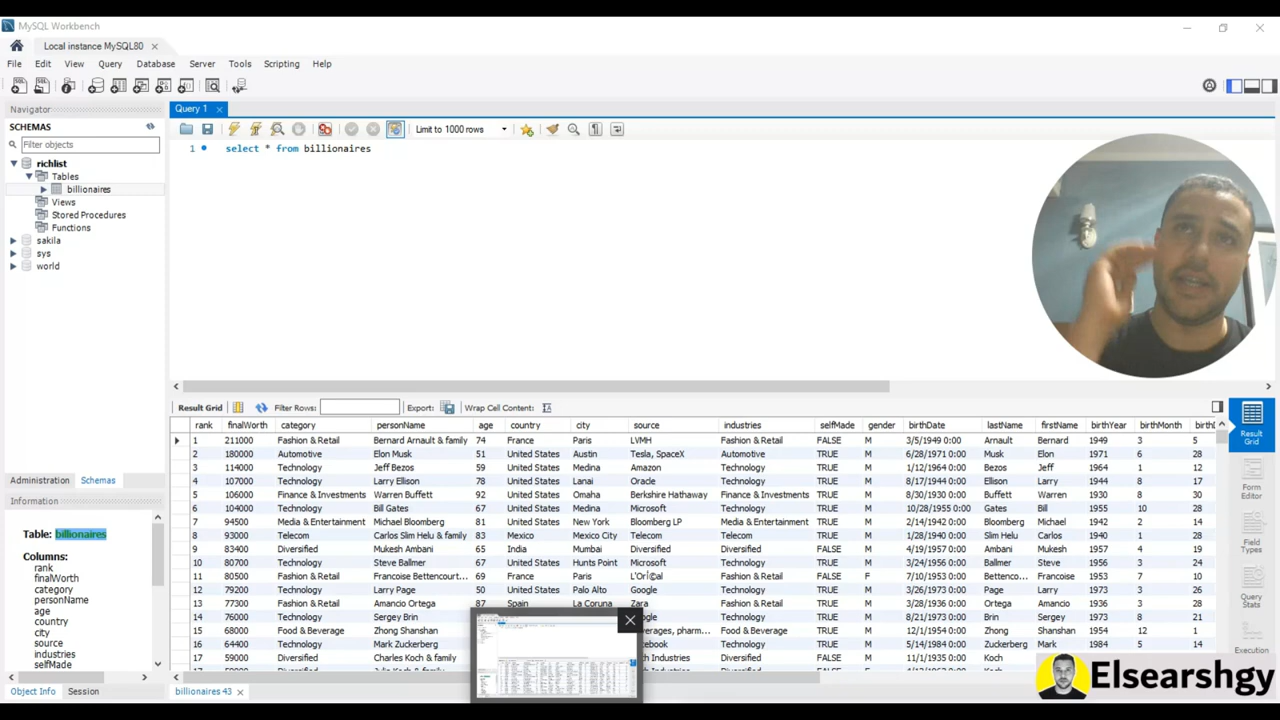 MySQL Workbench
Local instance MySQL80
File Edit View Query Database Server Tools Scripting Help
Navigator
SCHEMAS
Filter objects
richlist
Tables
billionaires
Views
Stored Procedures
Functions
sakila
sys
world
Administration Schemas
Information
Table: billionaires
Columns:
rank
finalWorth
category
personName
age
country
city
source
industries
selfMade
Object Info Session
Query 1
Limit to 1000 rows
1 select * from billionaires
Result Grid Filter Rows: Export: Wrap Cell Content:
rank finalWorth category personName age country city source industries selfMade gender birthDate lastName firstName birthYear birthMonth
1 211000 Fashion & Retail Bernard Arnault & family 74 France Paris LVMH Fashion & Retail FALSE M 3/5/1949 0:00 Arnault Bernard 1949 3 5
2 180000 Automotive Elon Musk 51 United States Austin Tesla, SpaceX Automotive TRUE M 6/28/1971 0:00 Musk Elon 1971 6 28
3 114000 Technology Jeff Bezos 59 United States Medina Amazon Technology TRUE M 1/12/1964 0:00 Bezos Jeff 1964 1 12
4 107000 Technology Larry Ellison 78 United States Lanai Oracle Technology TRUE M 8/17/1944 0:00 Ellison Larry 1944 8 17
5 106000 Finance & Investments Warren Buffett 92 United States Omaha Berkshire Hathaway Finance & Investments TRUE M 8/30/1930 0:00 Buffett Warren 1930 8 30
6 104000 Technology Bill Gates 67 United States Medina Microsoft Technology TRUE M 10/28/1955 0:00 Gates Bill 1955 10 28
7 94500 Media & Entertainment Michael Bloomberg 81 United States New York Bloomberg LP Media & Entertainment TRUE M 2/14/1942 0:00 Bloomberg Michael 1942 2 14
8 93000 Telecom Carlos Slim Helu & family 83 Mexico Mexico City Telecom Telecom TRUE M 1/28/1940 0:00 Slim Helu Carlos 1940 1 28
9 83400 Diversified Mukesh Ambani 65 India Mumbai Diversified Diversified FALSE M 4/19/1957 0:00 Ambani Mukesh 1957 4 19
10 80700 Technology Steve Ballmer 67 United States Hunts Point Microsoft Technology TRUE M 3/24/1956 0:00 Ballmer Steve 1956 3 24
11 80500 Fashion & Retail Francoise Bettencourt... 69 France Paris Fashion & Retail FALSE F 7/10/1953 0:00 Bettenco... Francoise 1953 7 10
12 79200 Technology Larry Page 50 United States Palo Alto Google Technology TRUE M 3/26/1973 0:00 Page Larry 1973 3 26
13 77300 Fashion & Retail Amancio Ortega 87 Spain La Coruna Zara Fashion & Retail TRUE M 3/28/1936 0:00 Ortega Amancio 1936 3 28
14 76000 Technology Sergey Brin Technology TRUE M 8/21/1973 0:00 Brin Sergey 1973 8 21
15 68000 Food & Beverage Zhong Shanshan Food & Beverage TRUE M 12/1/1954 0:00 Zhong Shanshan 1954 12 1
16 64400 Technology Mark Zuckerberg Technology TRUE M 5/14/1984 0:00 Zuckerberg Mark 1984 5 14
17 59000 Diversified Charles Koch & family Industries Diversified FALSE M 11/1/1935 0:00 Koch Charles 1935 11 1
billionaires 43
Result Grid
Form Editor
Field Types
Query Stats
Execution
Elsearshgy